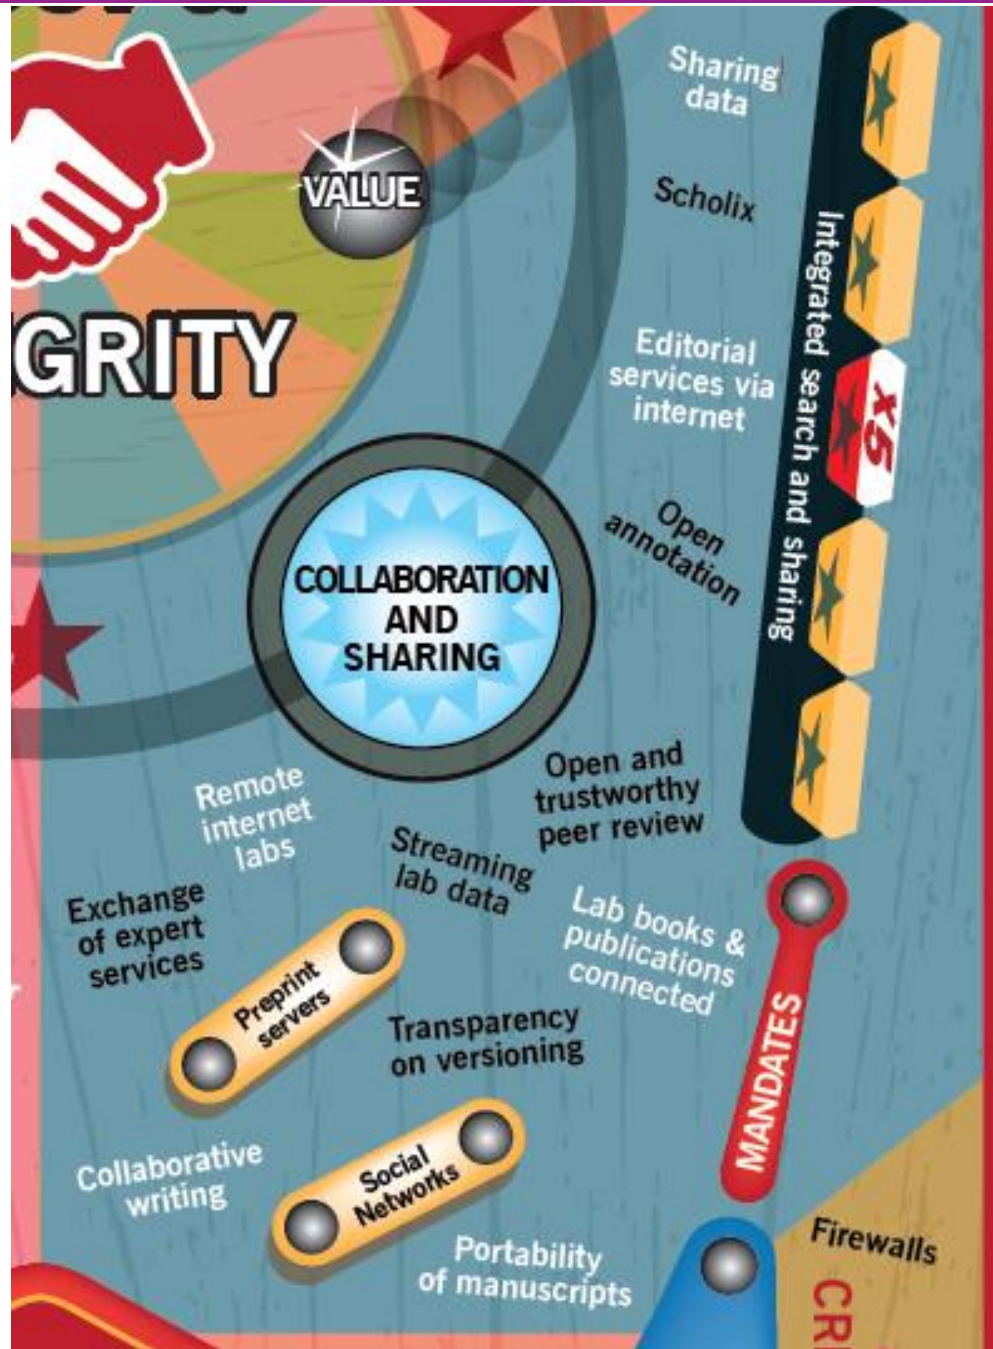 VALUE
GRITY
Sharing
data
Scholix
Editorial
services via
internet
Open
annotation
Integrated search and sharing
x5
COLLABORATION
AND
SHARING
Remote
internet
labs
Streaming
lab data
Open and
trustworthy
peer review
Exchange
of expert
services
Preprint
servers
Lab books &
publications
connected
Transparency
on versioning
MANDATES
Collaborative
writing
Social
Networks
Portability
of manuscripts
Firewalls
CRI